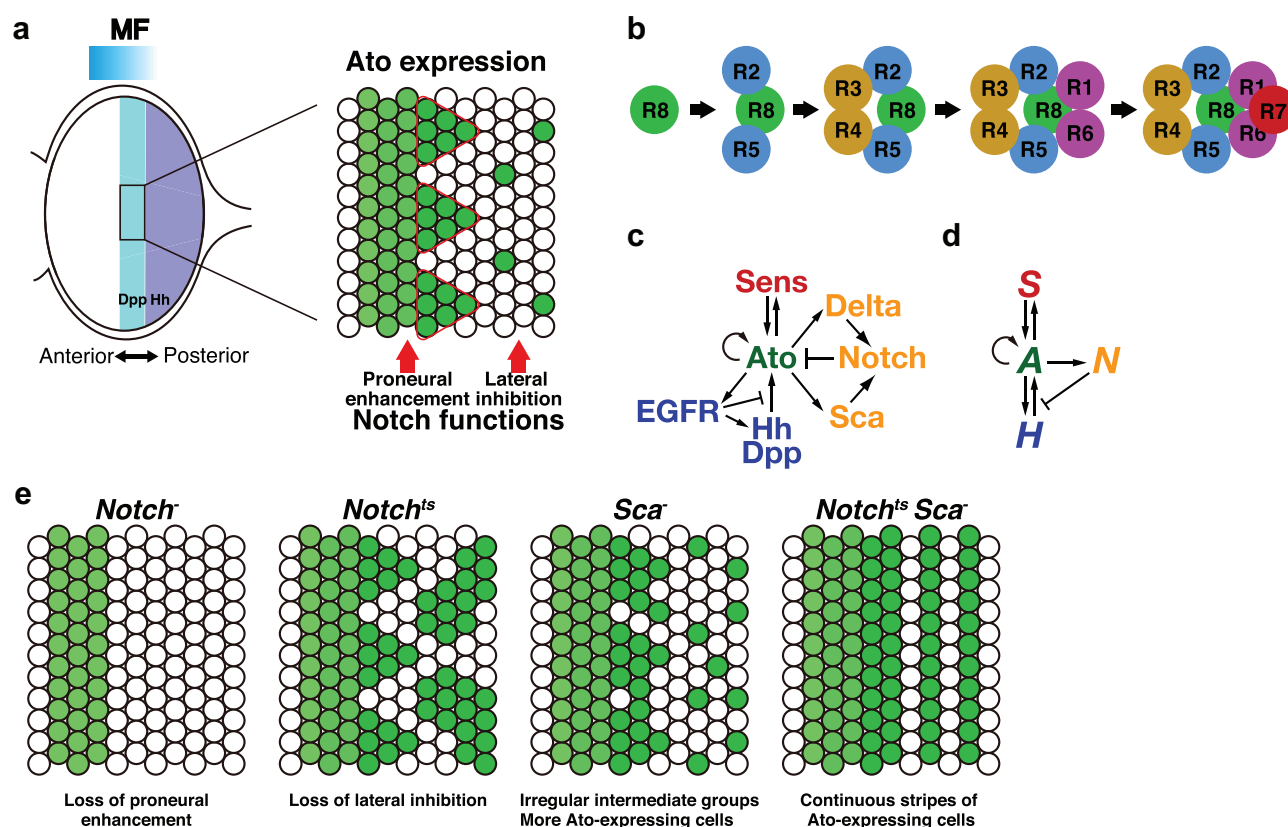 a
MF
Ato expression
Dpp Hh
Anterior Posterior
Proneural enhancement
Lateral inhibition
Notch functions
b
R8
R2
R8
R5
R3
R2
R4
R8
R5
R3
R2
R1
R4
R8
R6
R5
R3
R2
R1
R4
R8
R7
R6
R5
c
Sens
Delta
Ato
Notch
EGFR
Sca
Hh
Dpp
d
S
A
N
H
e
Notch-
Notchts
Sca-
Notchts Sca-
Loss of proneural
enhancement
Loss of lateral inhibition
Irregular intermediate groups
More Ato-expressing cells
Continuous stripes of
Ato-expressing cells